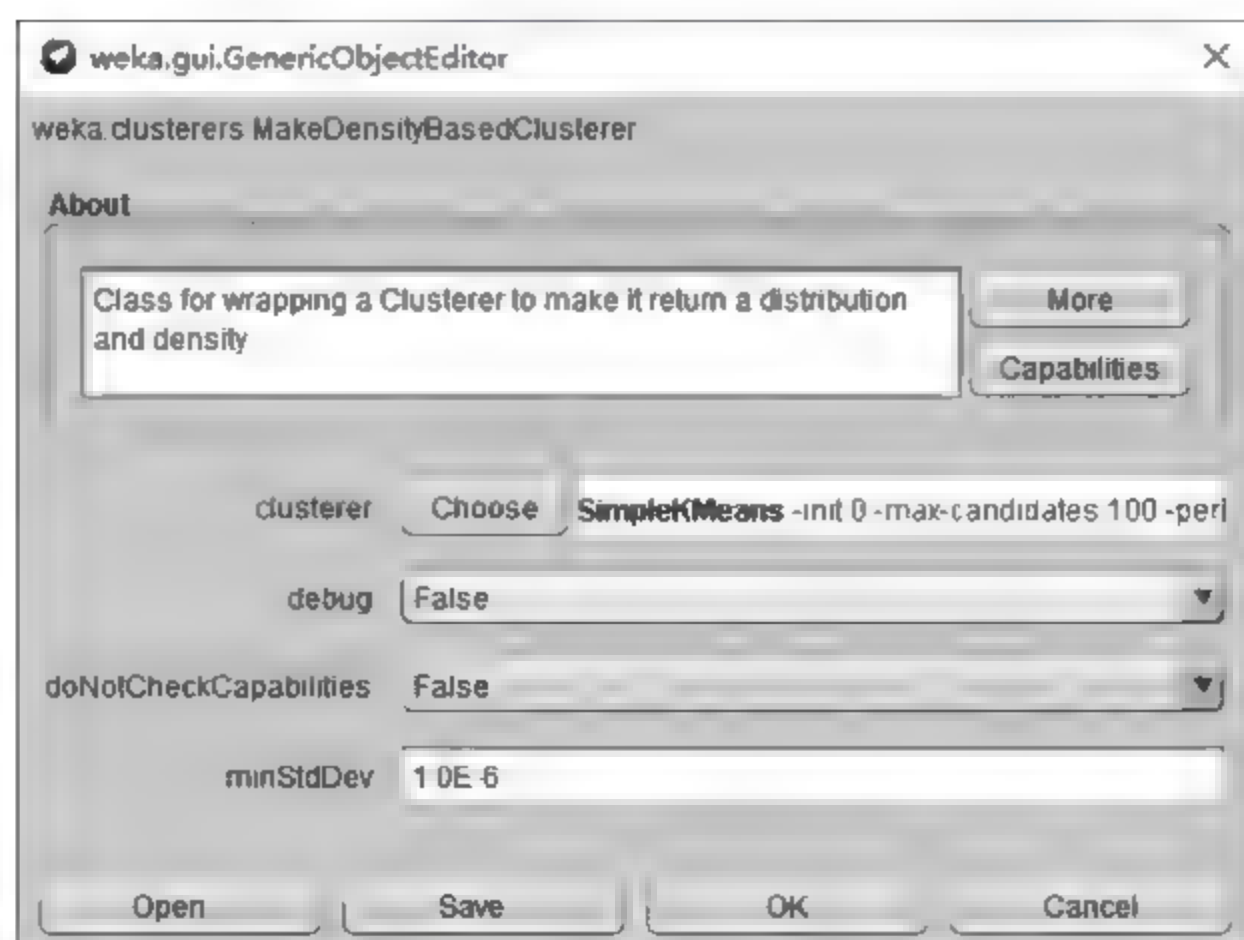 weka.gui.GenericObjectEditor
weka.clusterers MakeDensityBasedClusterer
About
Class for wrapping a Clusterer to make it return a distribution
and density
More
Capabilities
clusterer Choose SimpleKMeans -init 0 -max-candidates 100 -peri
debug False
doNotCheckCapabilities False
minStdDev 1 0E-6
Open Save OK Cancel